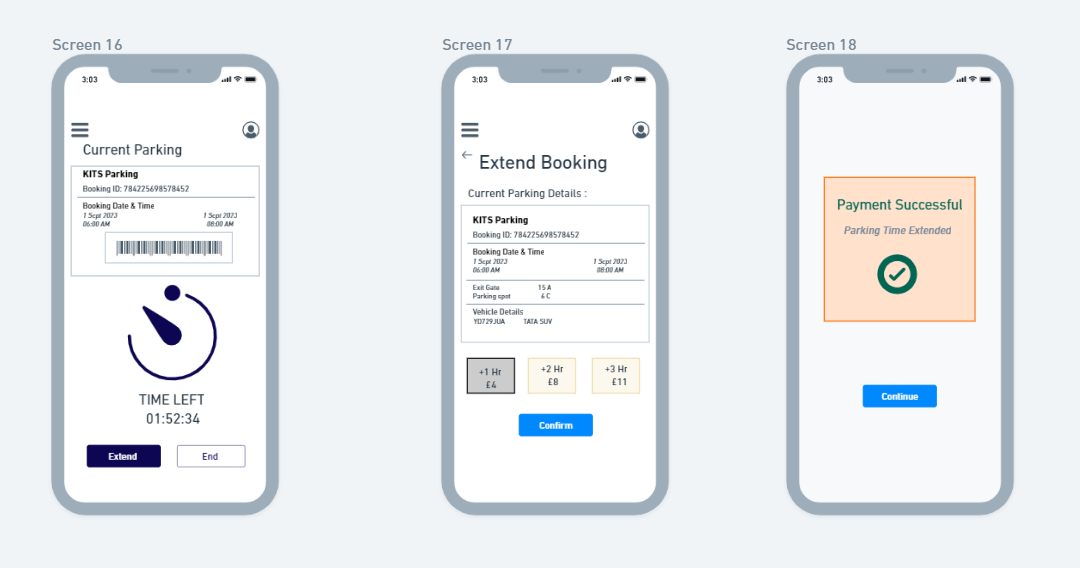 Screen 16
3:03
Current Parking
KITS Parking
Booking ID: 784225698578452
Booking Date & Time
1 Sept 2023 1 Sept 2023
06:00 AM 08:00 AM
TIME LEFT
01:52:34
Extend End
Screen 17
3:03
Extend Booking
Current Parking Details :
KITS Parking
Booking ID: 784225698578452
Booking Date & Time
1 Sept 2023 1 Sept 2023
06:00 AM 08:00 AM
Exit Gate 15 A
Parking spot 6 C
Vehicle Details
YD729JUA TATA SUV
+1 Hr +2 Hr +3 Hr
£4 £8 £11
Confirm
Screen 18
3:03
Payment Successful
Parking Time Extended
Continue